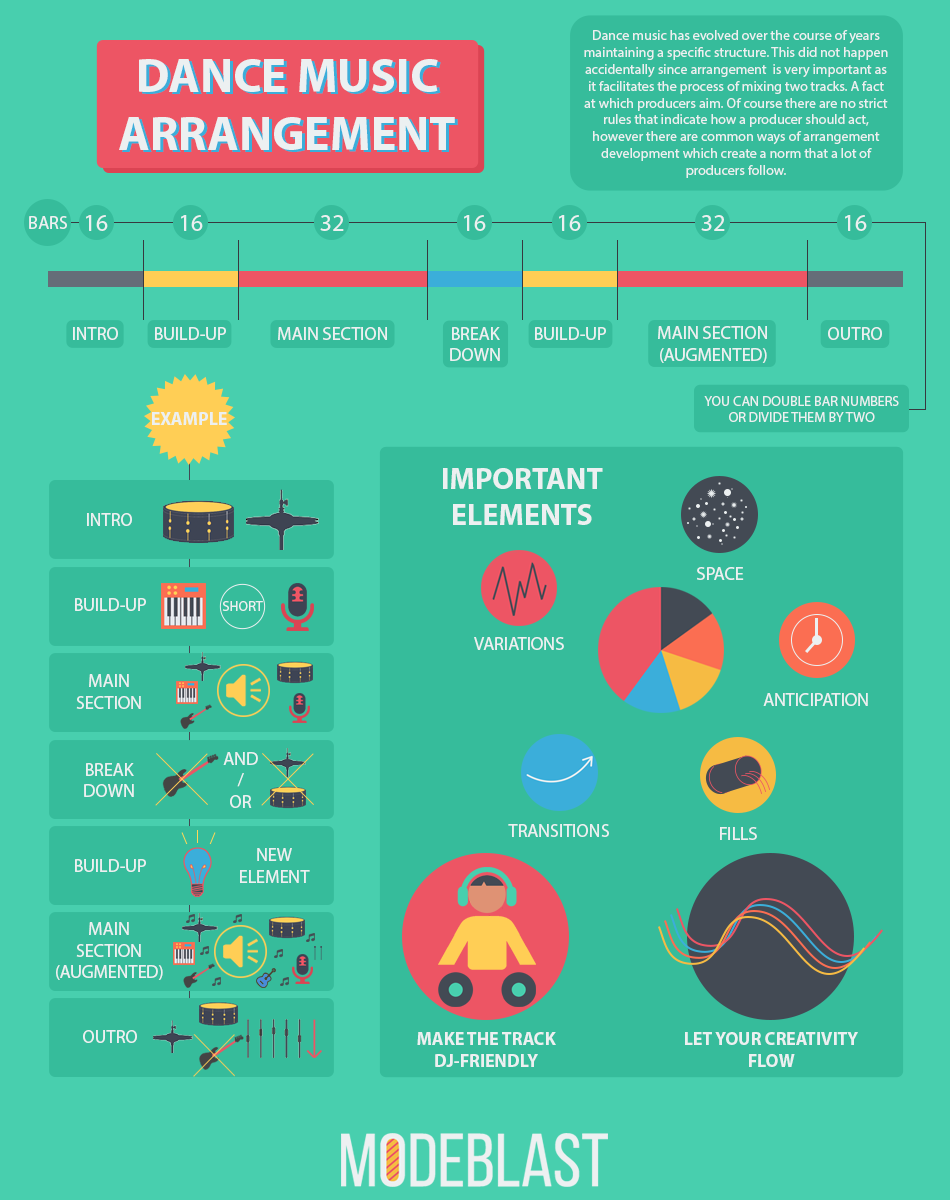 DANCE MUSIC
ARRANGEMENT
Dance music has evolved over the course of years
maintaining a specific structure. This did not happen
accidentally since arrangement is very important as
it facilitates the process of mixing two tracks. A fact
at which producers aim. Of course there are no strict
rules that indicate how a producer should act,
however there are common ways of arrangement
development which create a norm that a lot of
producers follow.
BARS 16 16 32 16 16 32 16
INTRO BUILD-UP MAIN SECTION BREAK BUILD-UP MAIN SECTION OUTRO
DOWN (AUGMENTED)
YOU CAN DOUBLE BAR NUMBERS
OR DIVIDE THEM BY TWO
EXAMPLE
INTRO
BUILD-UP SHORT
MAIN
SECTION
BREAK
DOWN
AND
/
OR
BUILD-UP
NEW
ELEMENT
MAIN
SECTION
(AUGMENTED)
OUTRO
IMPORTANT
ELEMENTS
SPACE
VARIATIONS
ANTICIPATION
TRANSITIONS
FILLS
MAKE THE TRACK
DJ-FRIENDLY
LET YOUR CREATIVITY
FLOW
MODEBLAST